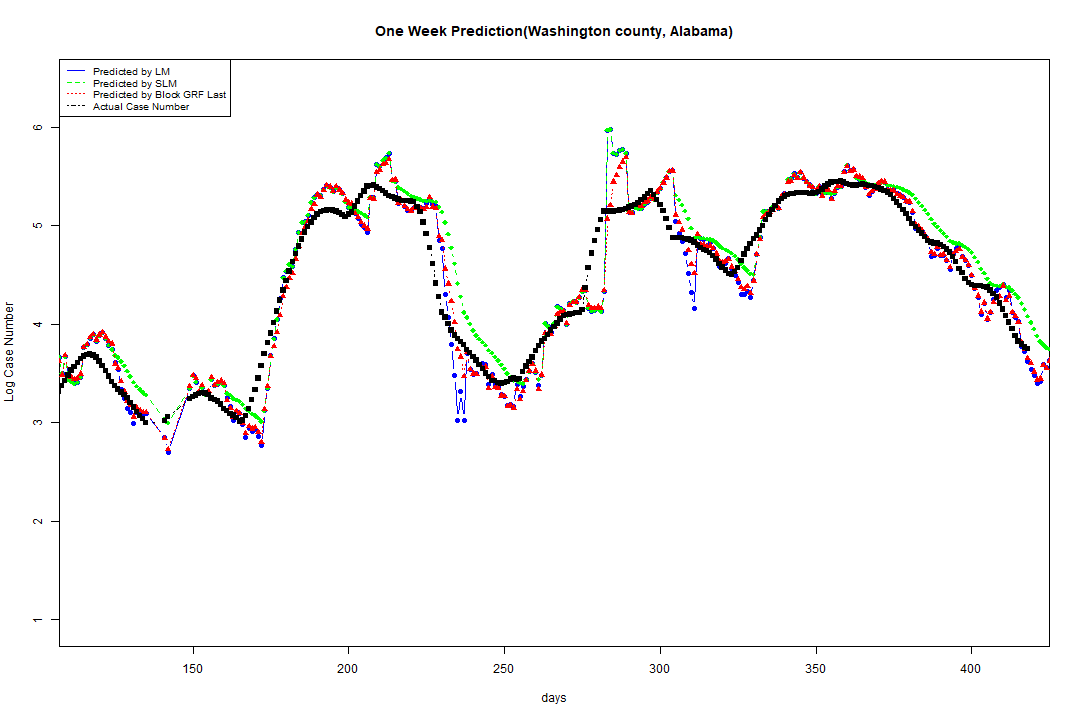 One Week Prediction(Washington county, Alabama)
Predicted by LM
Predicted by SLM
Predicted by Block GRF Last
Actual Case Number
Log Case Number
6
5
4
3
2
1
150 200 250 300 350 400
days